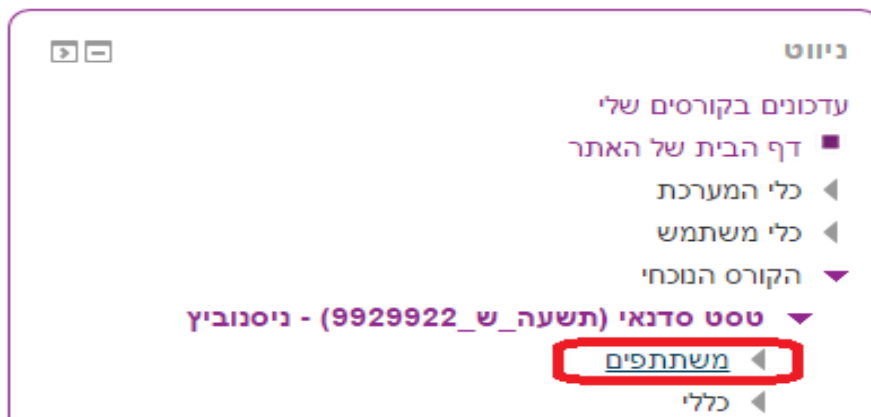 ניווט
עדכונים בקורסים שלי
דף הבית של האתר
כלי המערכת
כלי משתמש
הקורס הנוכחי
טסט סדנאי (תשעה_ש_9929922) - ניסנוביץ
משתתפים
כללי